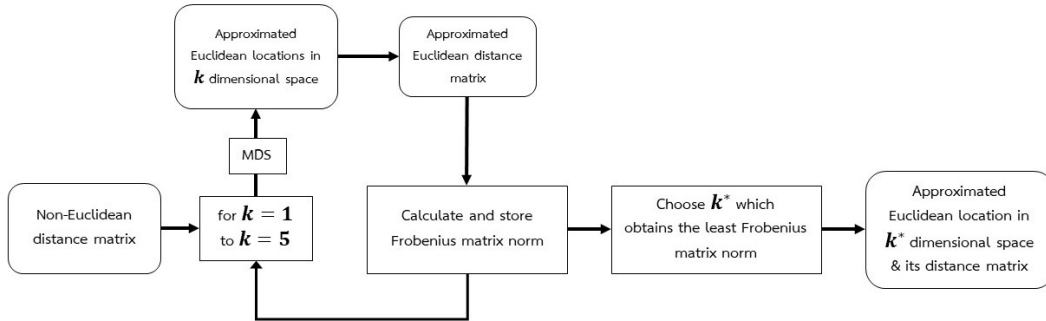 Non-Euclidean
distance matrix
for k = 1
to k = 5
MDS
Approximated
Euclidean locations in
k dimensional space
Approximated
Euclidean distance
matrix
Calculate and store
Frobenius matrix norm
Choose k* which
obtains the least Frobenius
matrix norm
Approximated
Euclidean location in
k* dimensional space
& its distance matrix